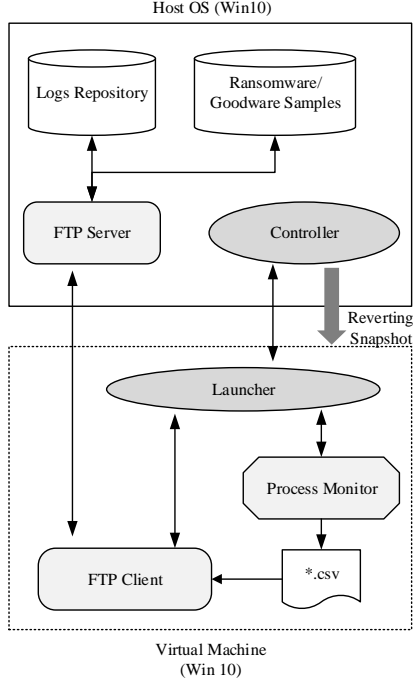 Host OS (Win10)
Logs Repository
Ransomware/
Goodware Samples
FTP Server
Controller
Reverting
Snapshot
Launcher
Process Monitor
FTP Client
*.csv
Virtual Machine
(Win 10)